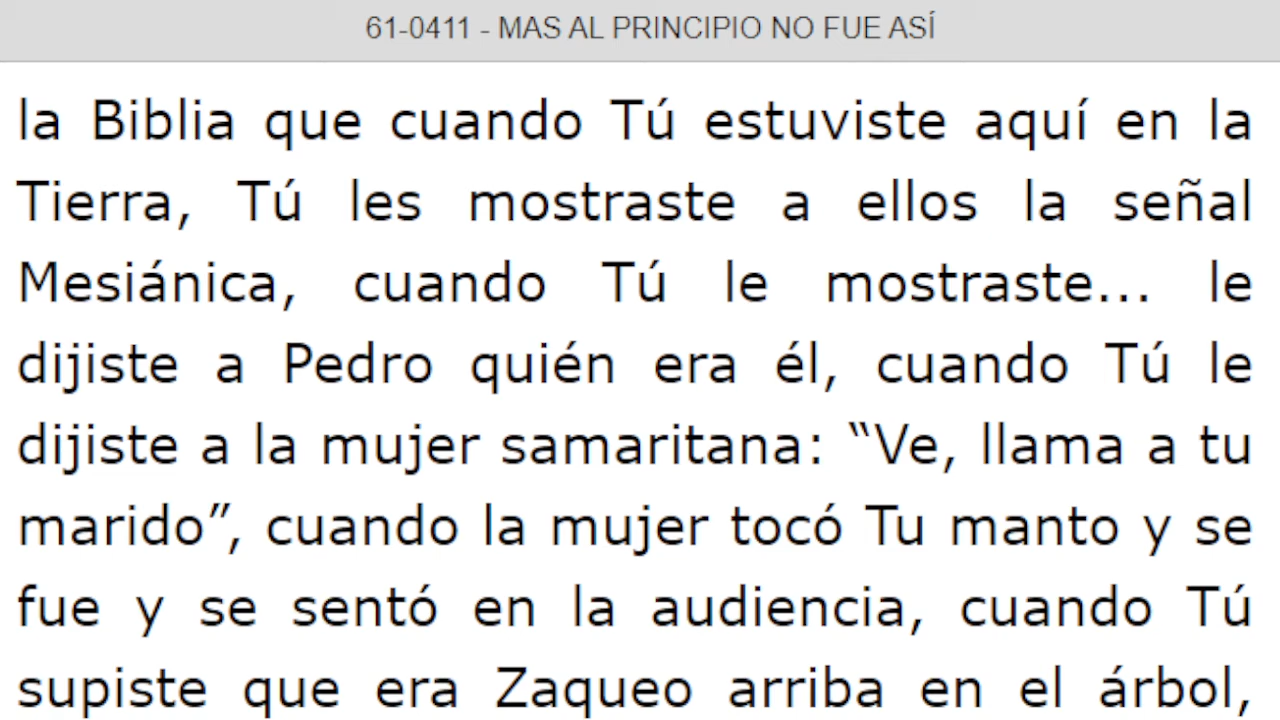 61-0411 - MAS AL PRINCIPIO NO FUE ASÍ
la Biblia que cuando Tú estuviste aquí en la
Tierra, Tú les mostraste a ellos la señal
Mesiánica, cuando Tú le mostraste... le
dijiste a Pedro quién era él, cuando Tú le
dijiste a la mujer samaritana: “Ve, llama a tu
marido”, cuando la mujer tocó Tu manto y se
fue y se sentó en la audiencia, cuando Tú
supiste que era Zaqueo arriba en el árbol,